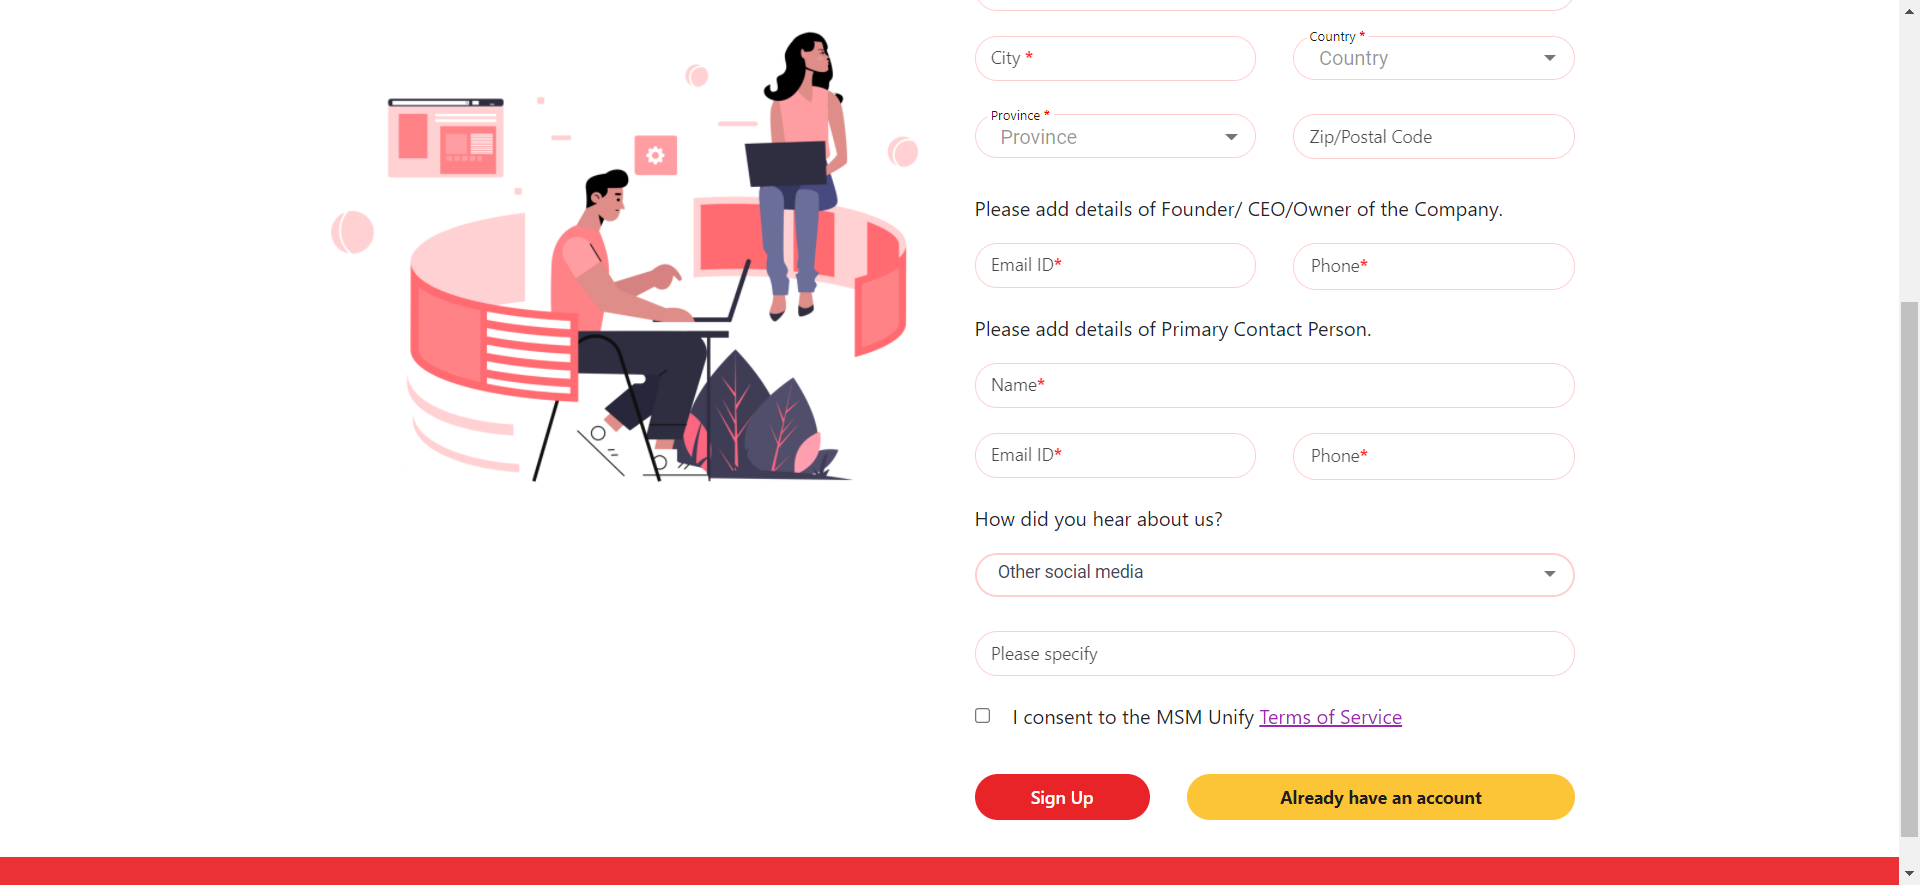 City *
Country *
Country
Province *
Province
Zip/Postal Code
Please add details of Founder/ CEO/Owner of the Company.
Email ID*
Phone*
Please add details of Primary Contact Person.
Name*
Email ID*
Phone*
How did you hear about us?
Other social media
Please specify
I consent to the MSM Unify Terms of Service
Sign Up
Already have an account